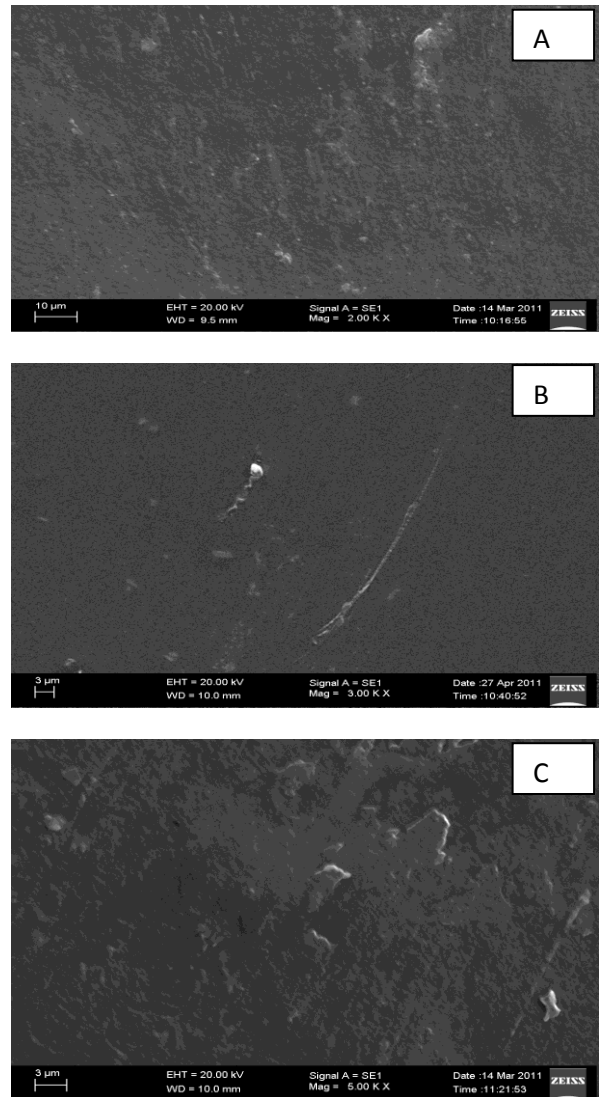 A
10 µm
EHT = 20.00 kV
WD = 9.5 mm
Signal A = SE1
Mag = 2.00 K X
Date :14 Mar 2011
Time :10:16:55
ZEISS
B
3 µm
EHT = 20.00 kV
WD = 10.0 mm
Signal A = SE1
Mag = 3.00 K X
Date :27 Apr 2011
Time :10:40:52
ZEISS
C
3 µm
EHT = 20.00 kV
WD = 10.0 mm
Signal A = SE1
Mag = 5.00 K X
Date :14 Mar 2011
Time :11:21:53
ZEISS